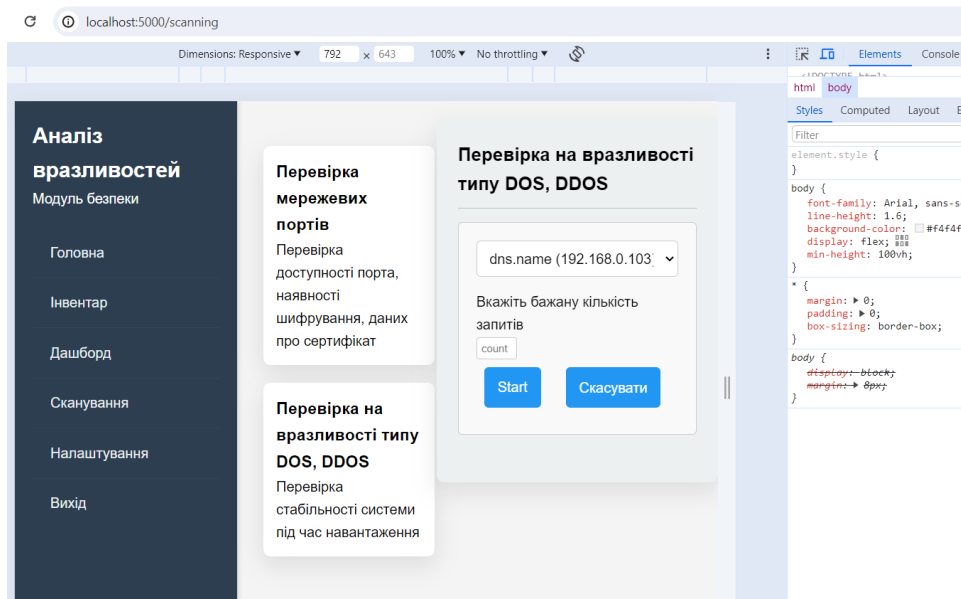 localhost:5000/scanning
Dimensions: Responsive ▼ 792 x 643 100% ▼ No throttling ▼
Elements Console
<!DOCTYPE html>
html body
Styles Computed Layout
Filter
element.style {
}
body {
font-family: Arial, sans-s
line-height: 1.6;
background-color: #f4f4f
display: flex;
min-height: 100vh;
}
* {
margin: ▶ 0;
padding: ▶ 0;
box-sizing: border-box;
}
body {
display: block;
margin: ▶ 8px;
}
Аналіз
вразливостей
Модуль безпеки
Головна
Інвентар
Дашборд
Сканування
Налаштування
Вихід
Перевірка
мережевих
портів
Перевірка
доступності порта,
наявності
шифрування, даних
про сертифікат
Перевірка на
вразливості типу
DOS, DDOS
Перевірка
стабільності системи
під час навантаження
Перевірка на вразливості
типу DOS, DDOS
dns.name (192.168.0.103)
Вкажіть бажану кількість
запитів
count
Start Скасувати